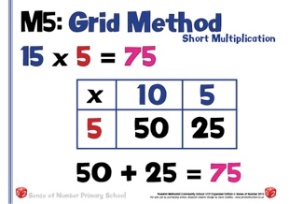 M5: Grid Method
Short Multiplication
15 x 5 = 75
x 10 5
5 50 25
50 + 25 = 75
Sense of Number Primary School